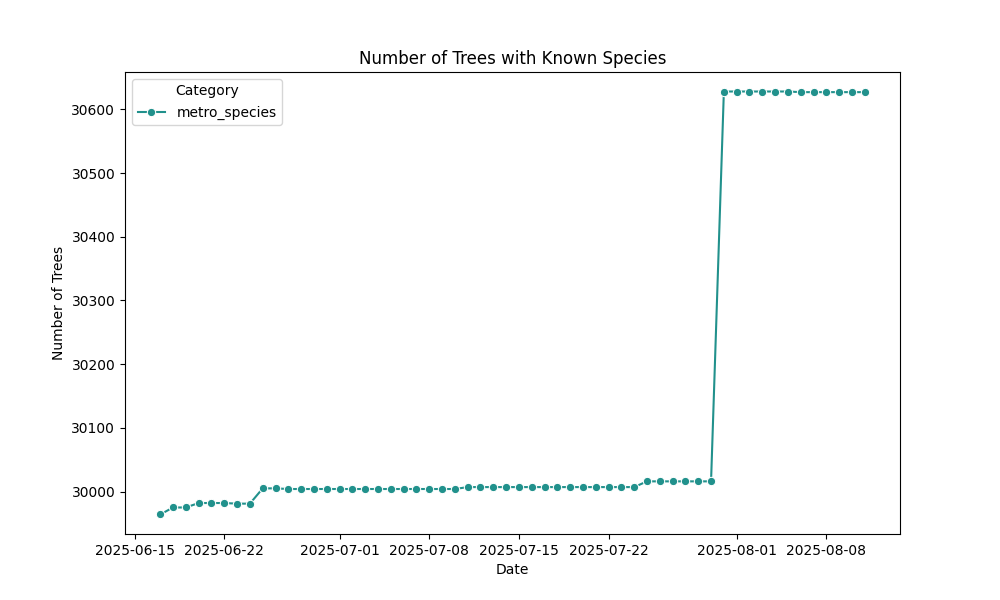 Number of Trees with Known Species
Category
metro_species
30600
30500
30400
30300
30200
30100
30000
Number of Trees
2025-06-15 2025-06-22 2025-07-01 2025-07-08 2025-07-15 2025-07-22 2025-08-01 2025-08-08
Date